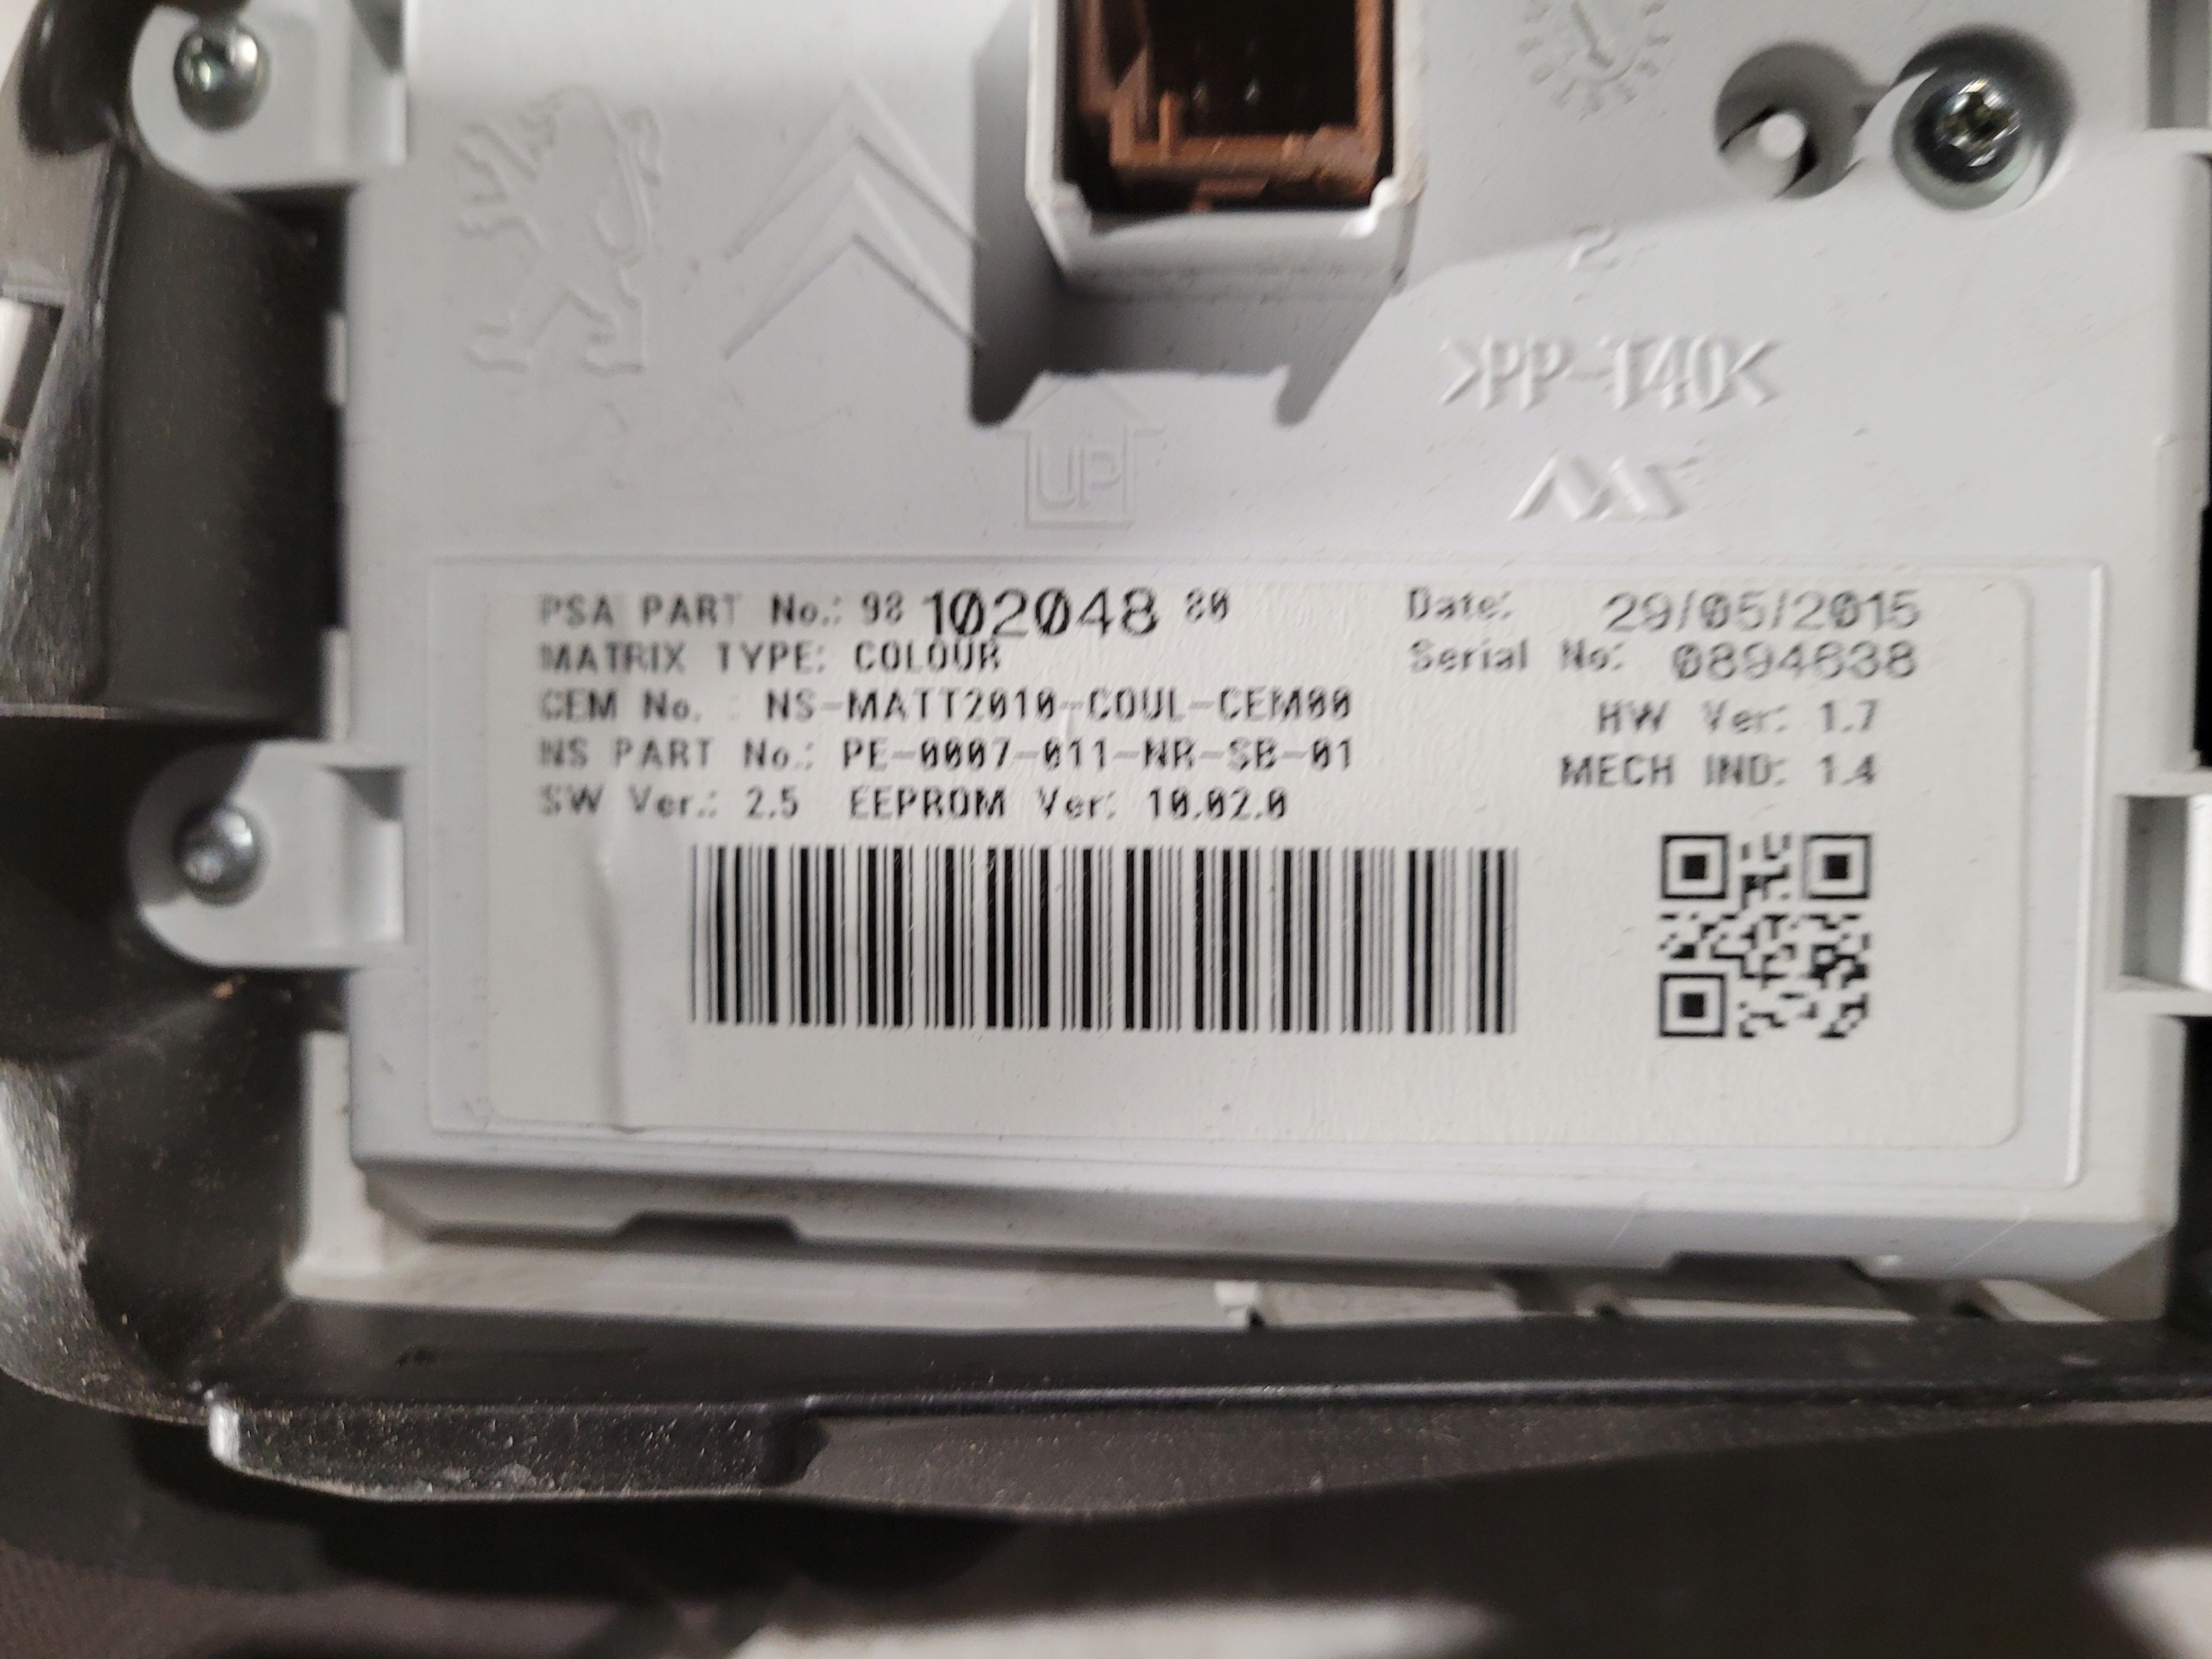 2
>PP-T40<
UP
PSA PART No.: 98 102048 80
Date: 29/05/2015
MATRIX TYPE: COLOUR
Serial No: 0894638
CEM No. : NS-MATT2010-COUL-CEM00
HW Ver: 1.7
NS PART No.: PE-0007-011-NR-SB-01
MECH IND: 1.4
SW Ver.: 2.5 EEPROM Ver: 10.02.0